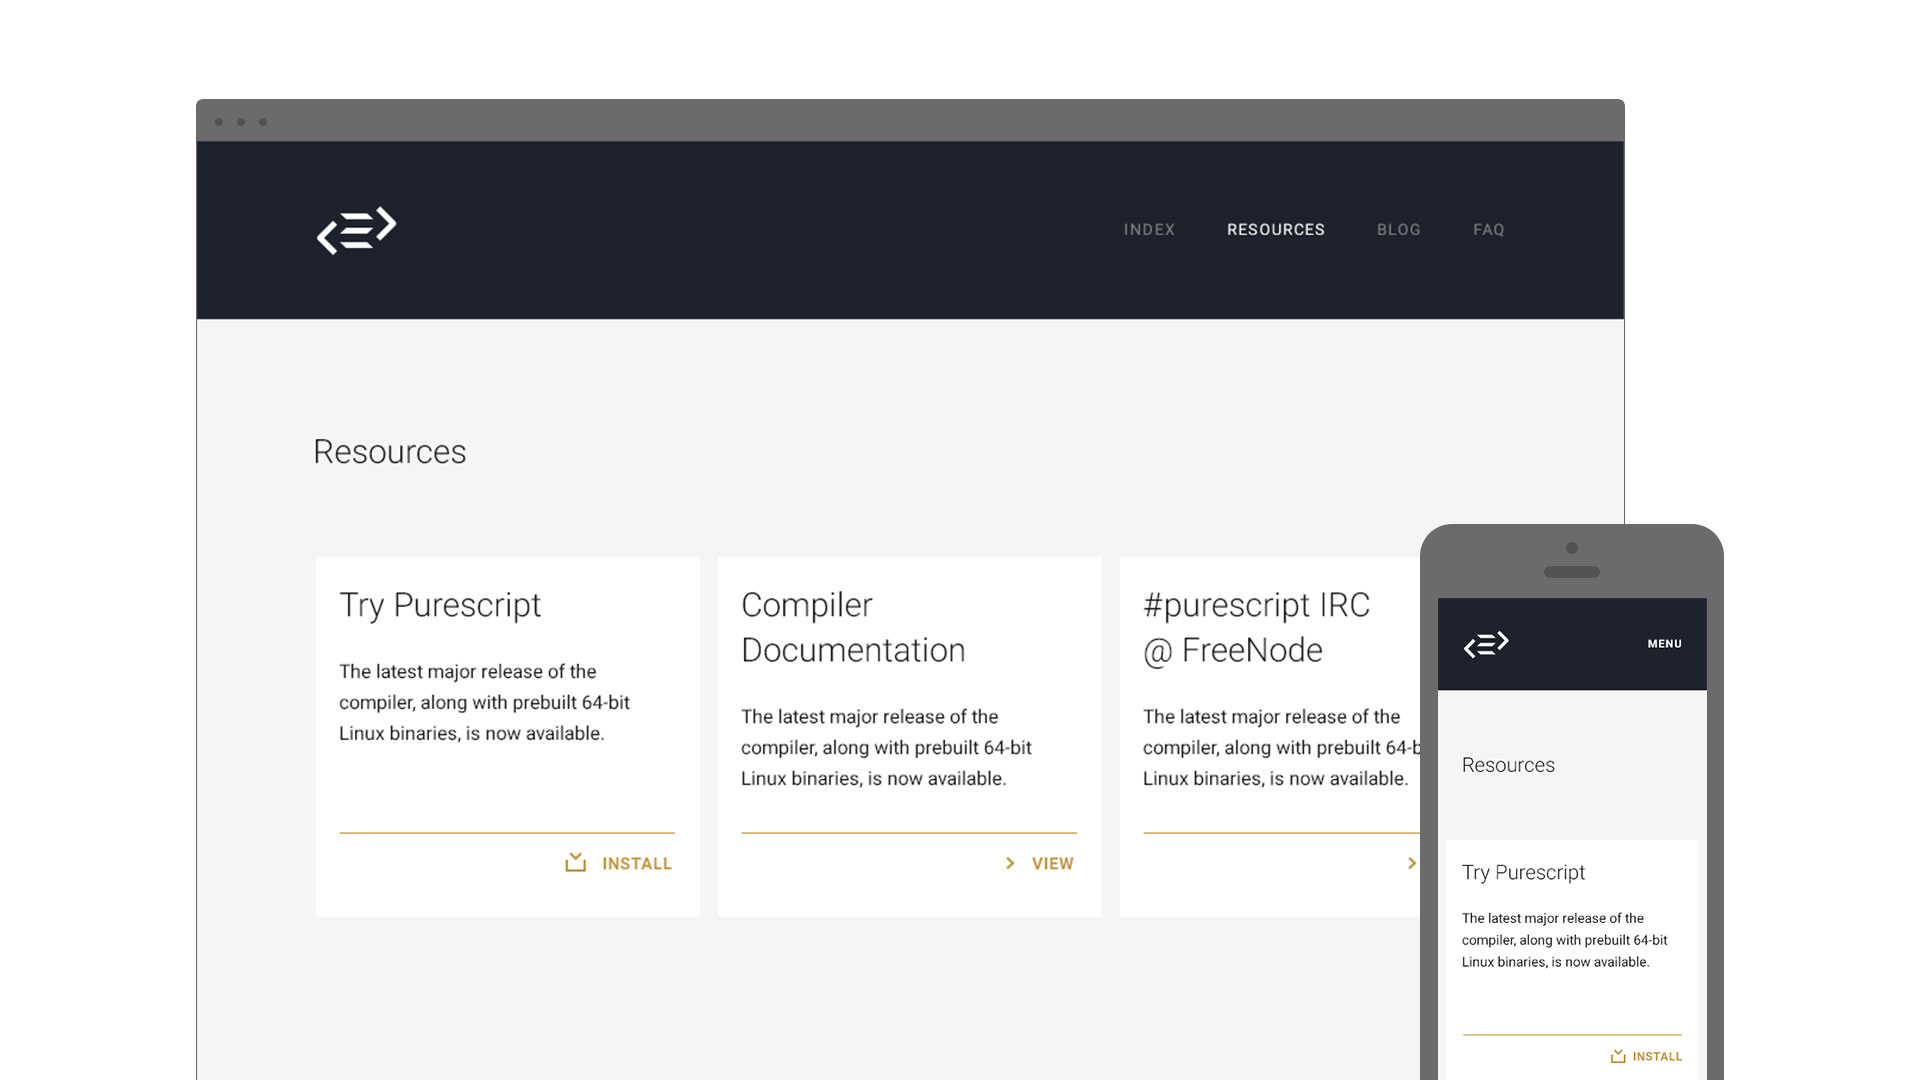 INDEX RESOURCES BLOG FAQ
Resources
Try Purescript
The latest major release of the
compiler, along with prebuilt 64-bit
Linux binaries, is now available.
INSTALL
Compiler
Documentation
The latest major release of the
compiler, along with prebuilt 64-bit
Linux binaries, is now available.
VIEW
#purescript IRC
@ FreeNode
The latest major release of the
compiler, along with prebuilt 64-b
Linux binaries, is now available.
MENU
Resources
Try Purescript
The latest major release of the
compiler, along with prebuilt 64-bit
Linux binaries, is now available.
INSTALL